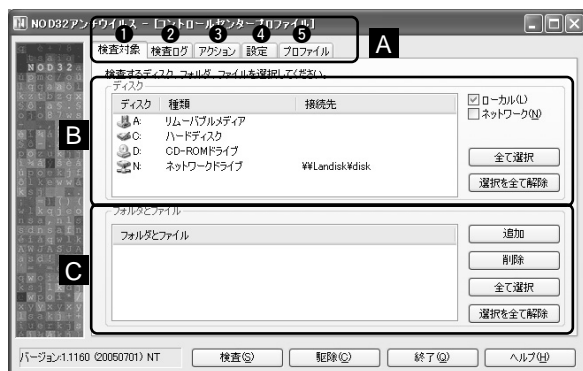 NOD32アンチウイルス - [コントロールセンタープロファイル]
❶ ❷ ❸ ❹ ❺
検査対象 検査ログ アクション 設定 プロファイル
A
NOD32
検査するディスク、フォルダ、ファイルを選択してください。
ディスク
B
ディスク 種類 接続先
A: リムーバブルメディア
C: ハードディスク
D: CD-ROMドライブ
N: ネットワークドライブ ¥¥Landisk¥disk
ローカル(L)
ネットワーク(N)
全て選択
選択を全て解除
フォルダとファイル
C
フォルダとファイル
追加
削除
全て選択
選択を全て解除
バージョン:1.1160 (20050701) NT
検査(S) 駆除(C) 終了(Q) ヘルプ(H)